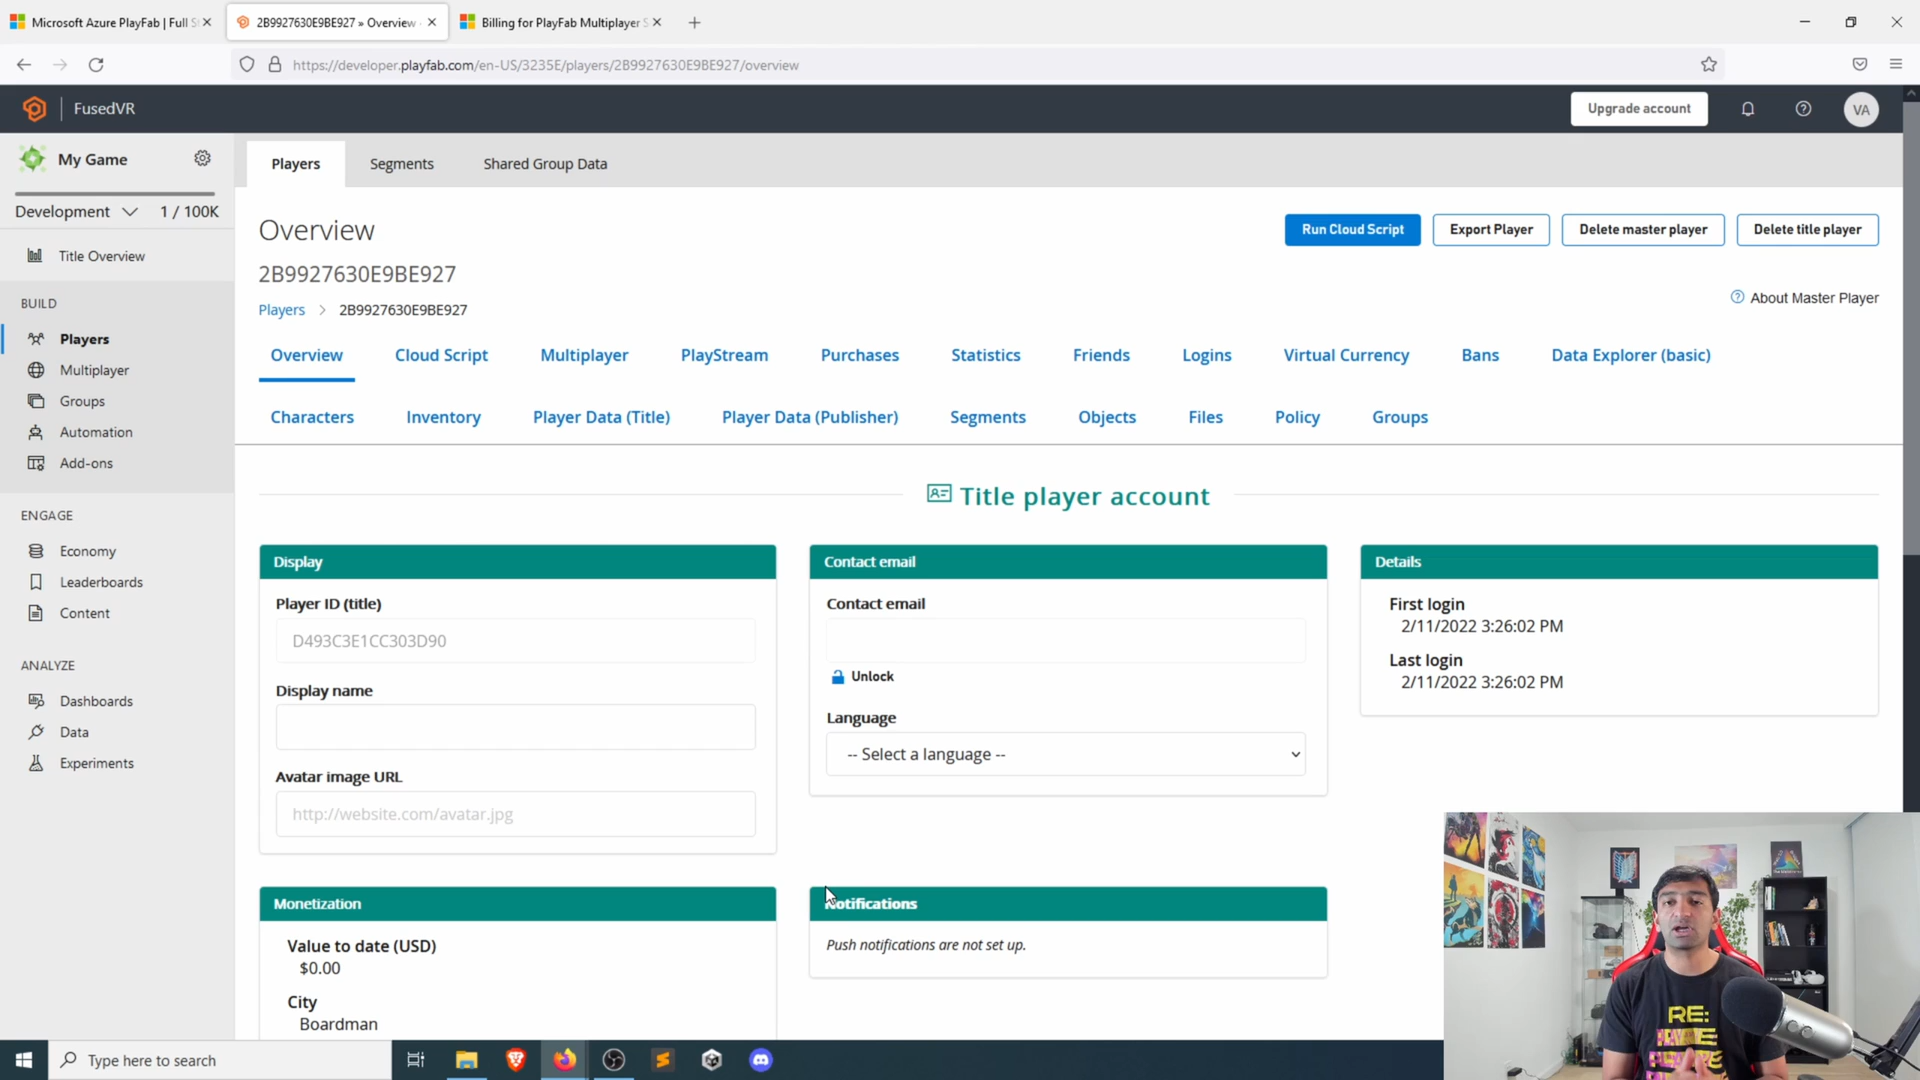 Microsoft Azure PlayFab | Full S
2B9927630E9BE927 » Overview
Billing for PlayFab Multiplayer S
https://developer.playfab.com/en-US/3235E/players/2B9927630E9BE927/overview
FusedVR
Upgrade account
VA
My Game
Development
1 / 100K
Title Overview
BUILD
Players
Multiplayer
Groups
Automation
Add-ons
ENGAGE
Economy
Leaderboards
Content
ANALYZE
Dashboards
Data
Experiments
Players
Segments
Shared Group Data
Overview
Run Cloud Script
Export Player
Delete master player
Delete title player
2B9927630E9BE927
About Master Player
Players > 2B9927630E9BE927
Overview
Cloud Script
Multiplayer
PlayStream
Purchases
Statistics
Friends
Logins
Virtual Currency
Bans
Data Explorer (basic)
Characters
Inventory
Player Data (Title)
Player Data (Publisher)
Segments
Objects
Files
Policy
Groups
Title player account
Display
Player ID (title)
D493C3E1CC303D90
Display name
Avatar image URL
http://website.com/avatar.jpg
Contact email
Contact email
Unlock
Language
-- Select a language --
Details
First login
2/11/2022 3:26:02 PM
Last login
2/11/2022 3:26:02 PM
Monetization
Value to date (USD)
$0.00
City
Boardman
Notifications
Push notifications are not set up.
RE:
Type here to search